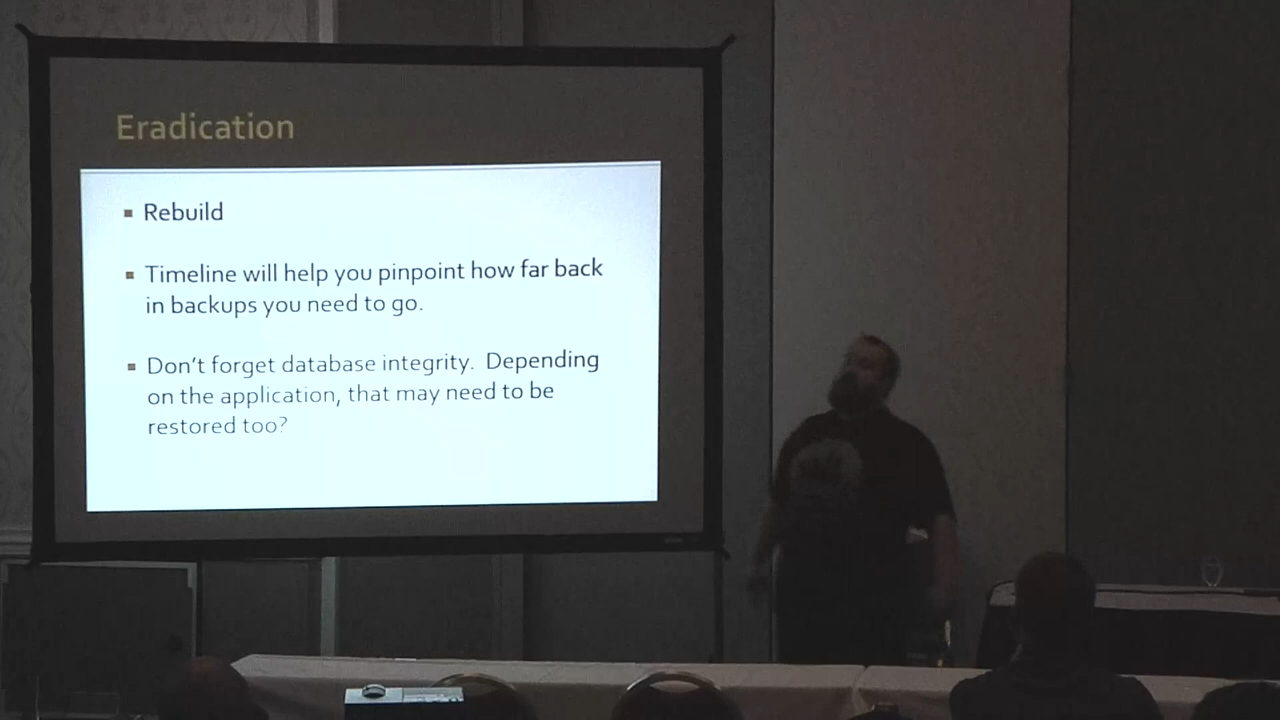 Eradication
Rebuild
Timeline will help you pinpoint how far back
in backups you need to go.
Don't forget database integrity.  Depending
on the application, that may need to be
restored too?